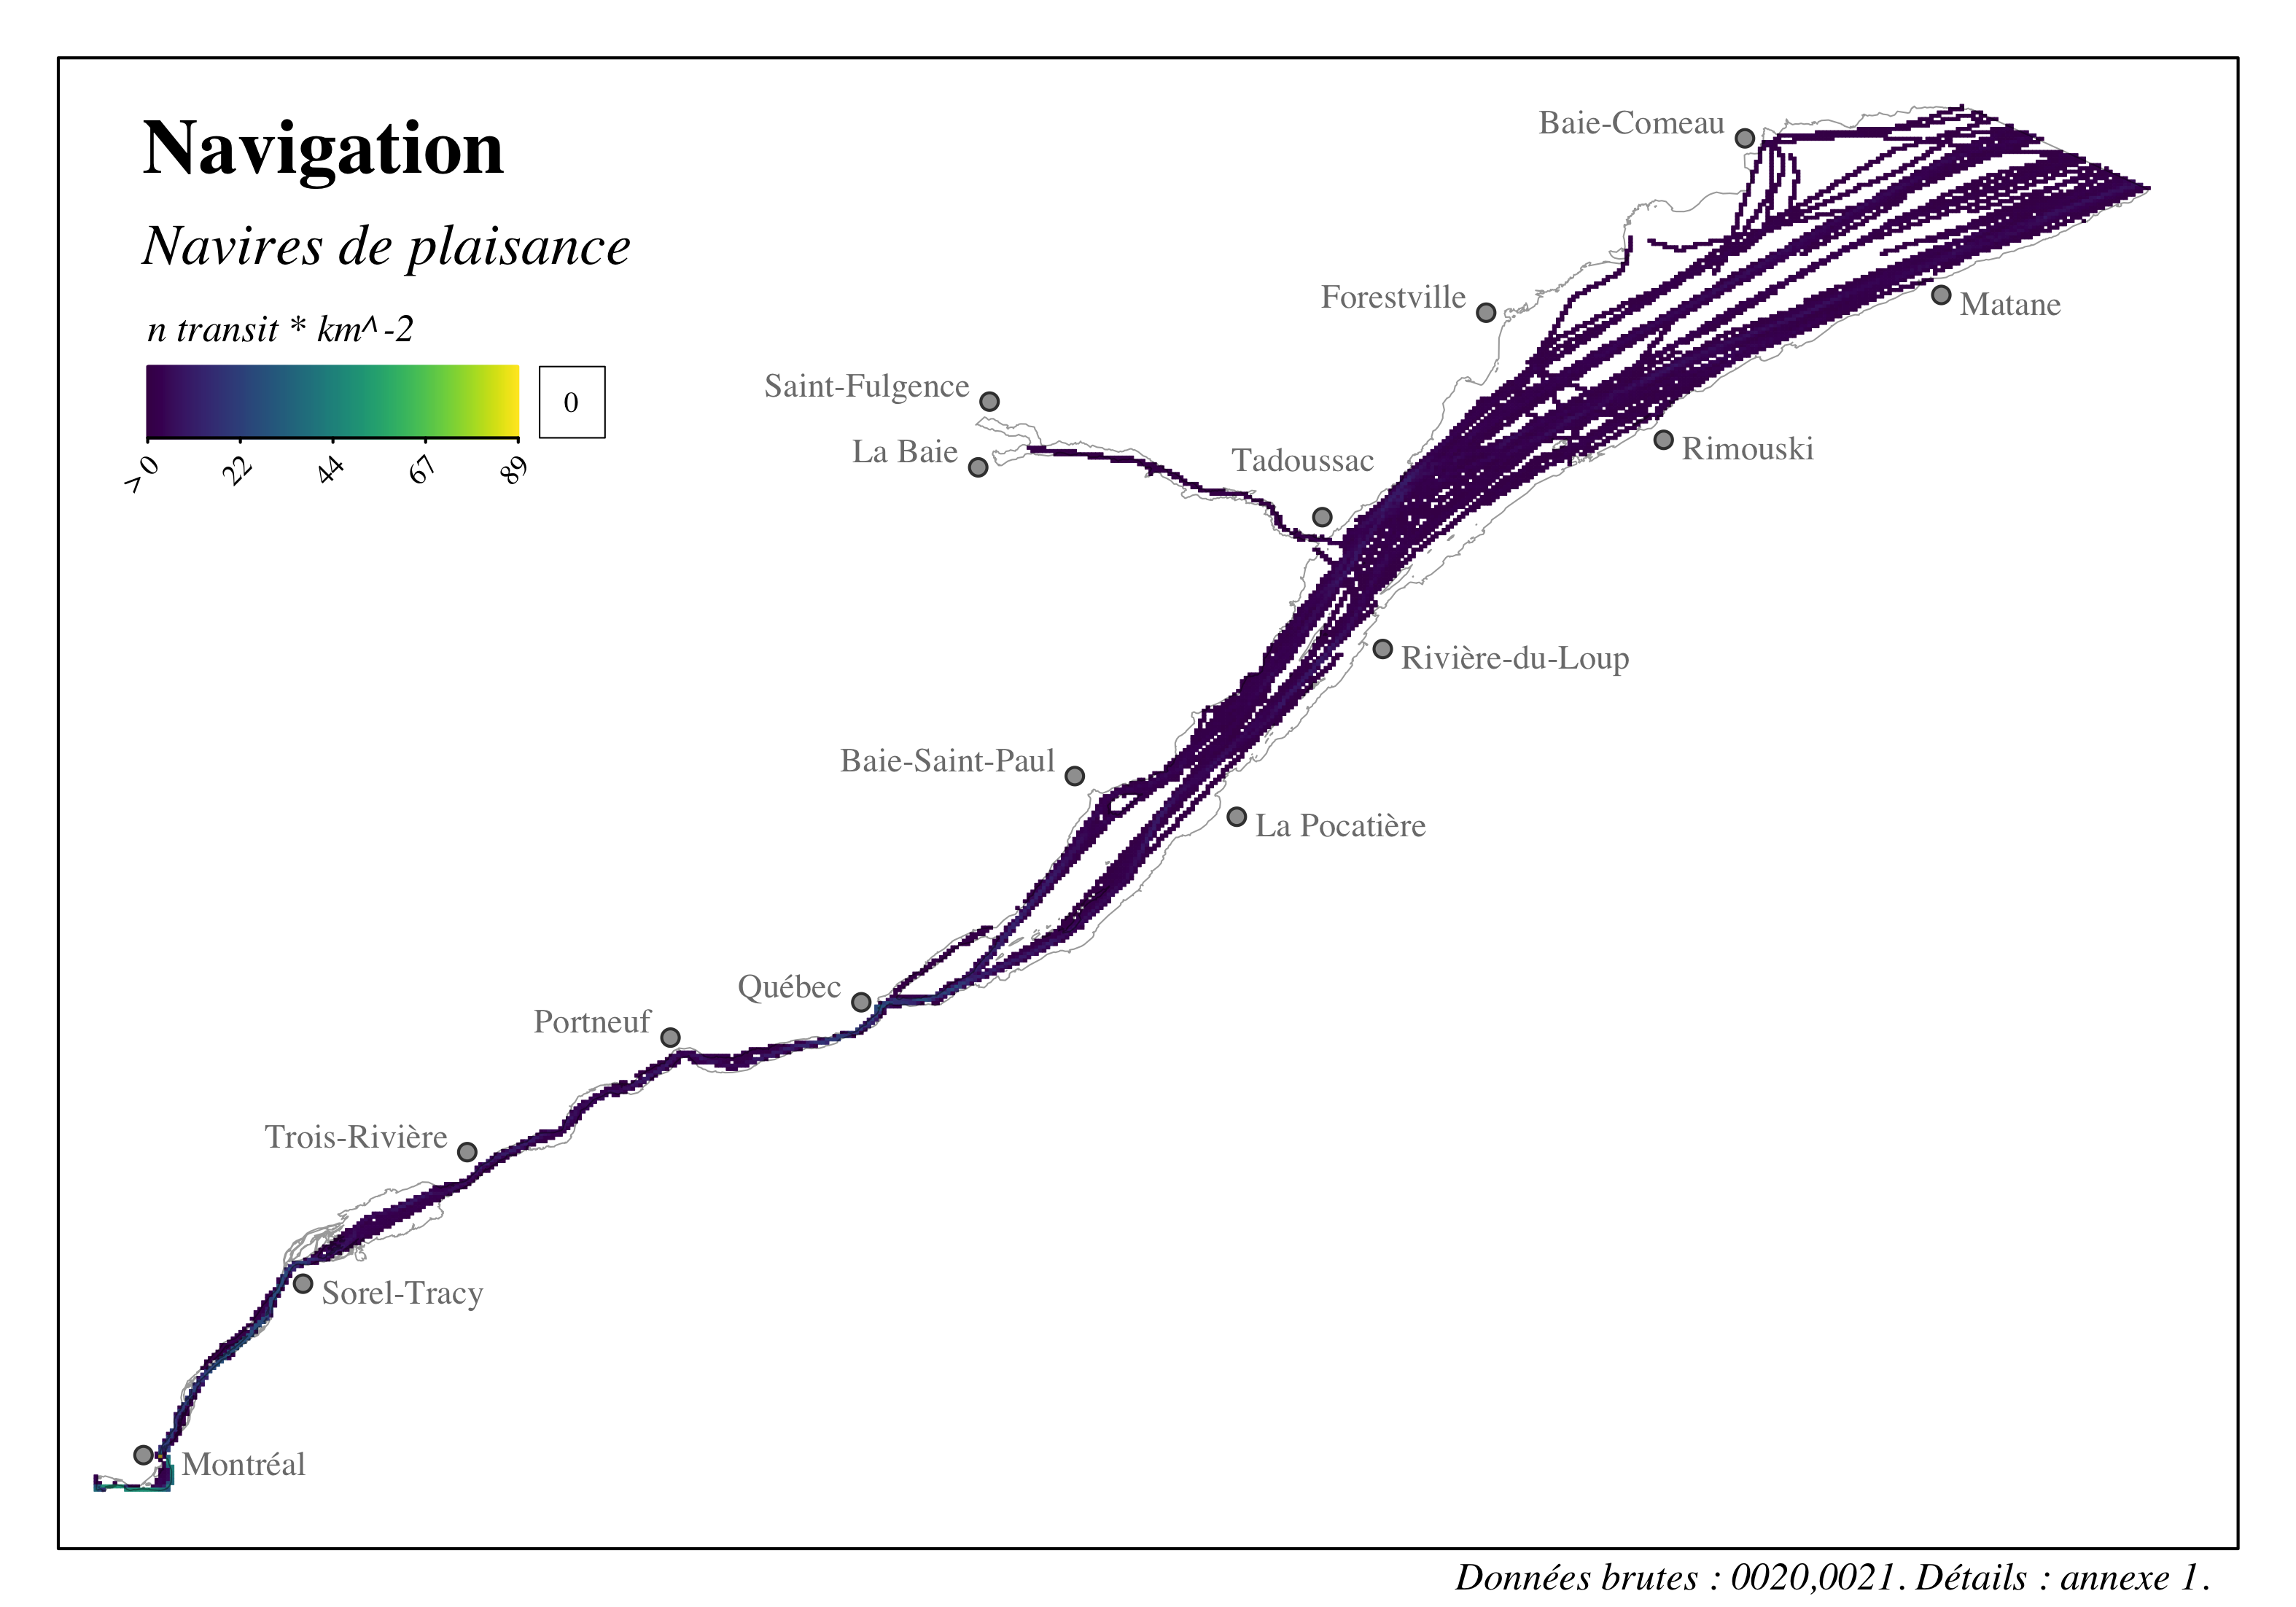 Navigation
Navires de plaisance
n transit * km^-2
> 0
22
44
67
89
0
Baie-Comeau
Forestville
Matane
Saint-Fulgence
La Baie
Tadoussac
Rimouski
Rivière-du-Loup
Baie-Saint-Paul
La Pocatière
Québec
Portneuf
Trois-Rivière
Sorel-Tracy
Montréal
Données brutes : 0020,0021. Détails : annexe 1.